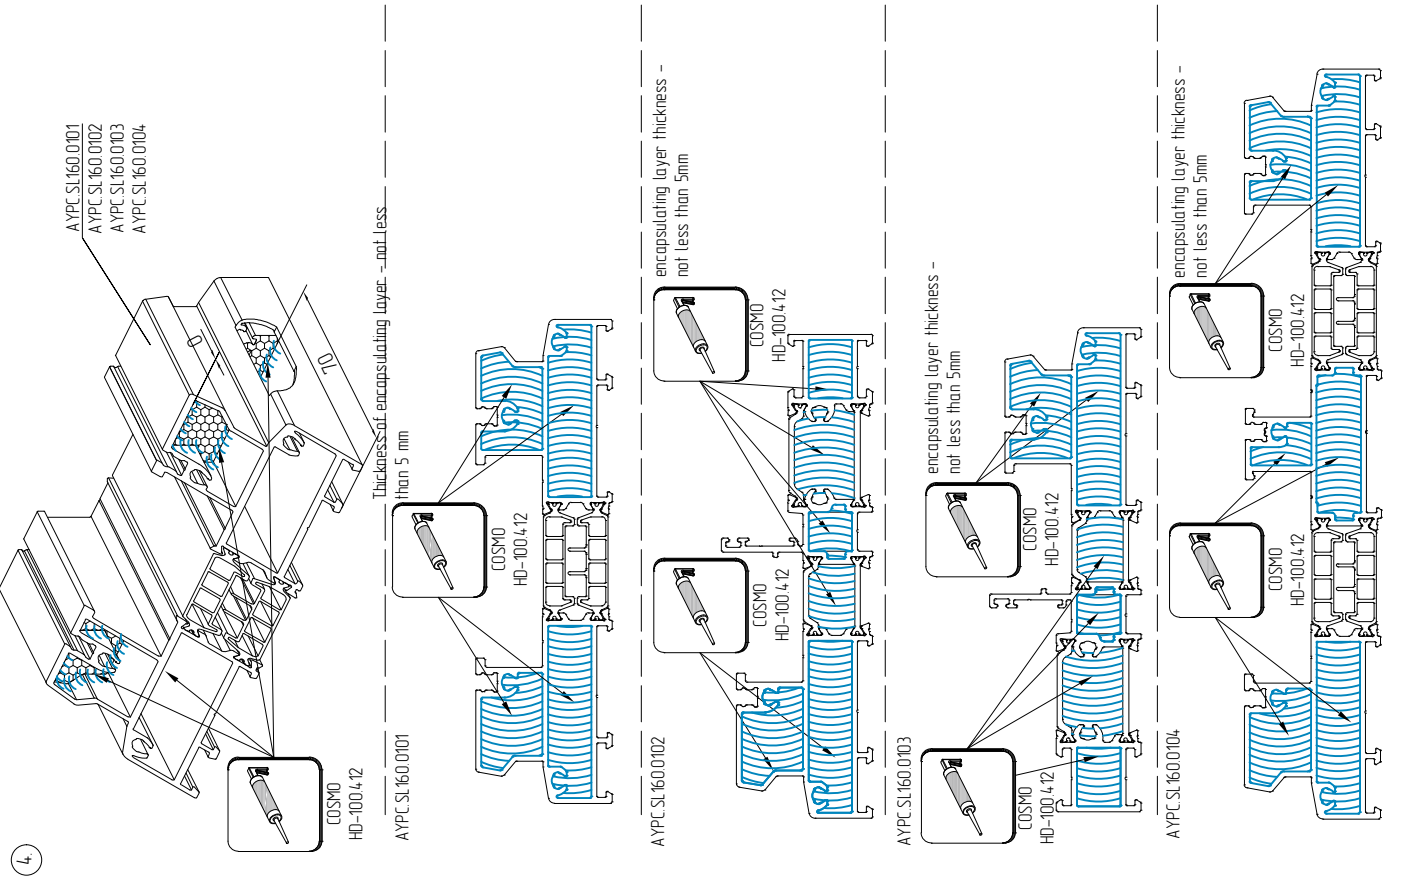 4.
AYPC.SL160.0101
AYPC.SL160.0102
AYPC.SL160.0103
AYPC.SL160.0104
0
70
COSMO
HD-100.412
Thickness of encapsulating layer - not less
than 5 mm
COSMO
HD-100.412
AYPC.SL160.0101
encapsulating layer thickness -
not less than 5mm
COSMO
HD-100.412
COSMO
HD-100.412
AYPC.SL160.0102
encapsulating layer thickness -
not less than 5mm
COSMO
HD-100.412
COSMO
HD-100.412
AYPC.SL160.0103
encapsulating layer thickness -
not less than 5mm
COSMO
HD-100.412
COSMO
HD-100.412
AYPC.SL160.0104